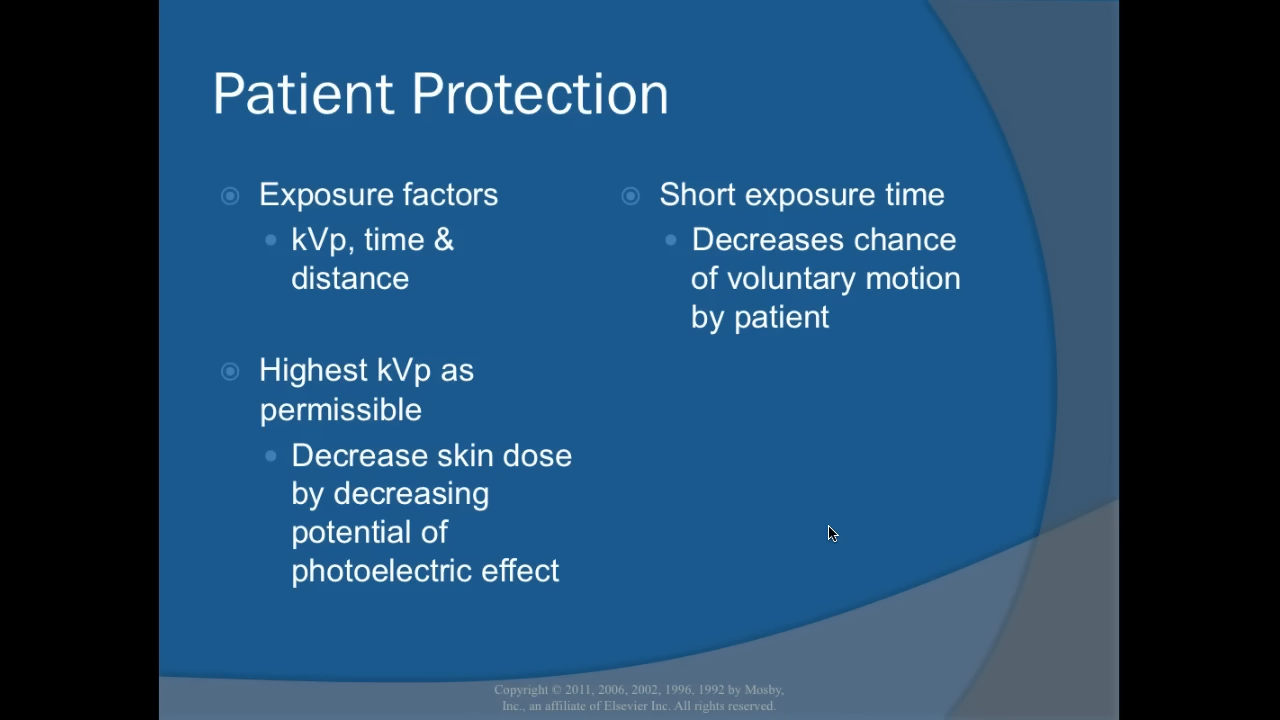 Patient Protection
Exposure factors
kVp, time &
distance
Highest kVp as
permissible
Decrease skin dose
by decreasing
potential of
photoelectric effect
Short exposure time
Decreases chance
of voluntary motion
by patient
Copyright © 2011, 2006, 2002, 1996, 1992 by Mosby,
Inc., an affiliate of Elsevier Inc. All rights reserved.